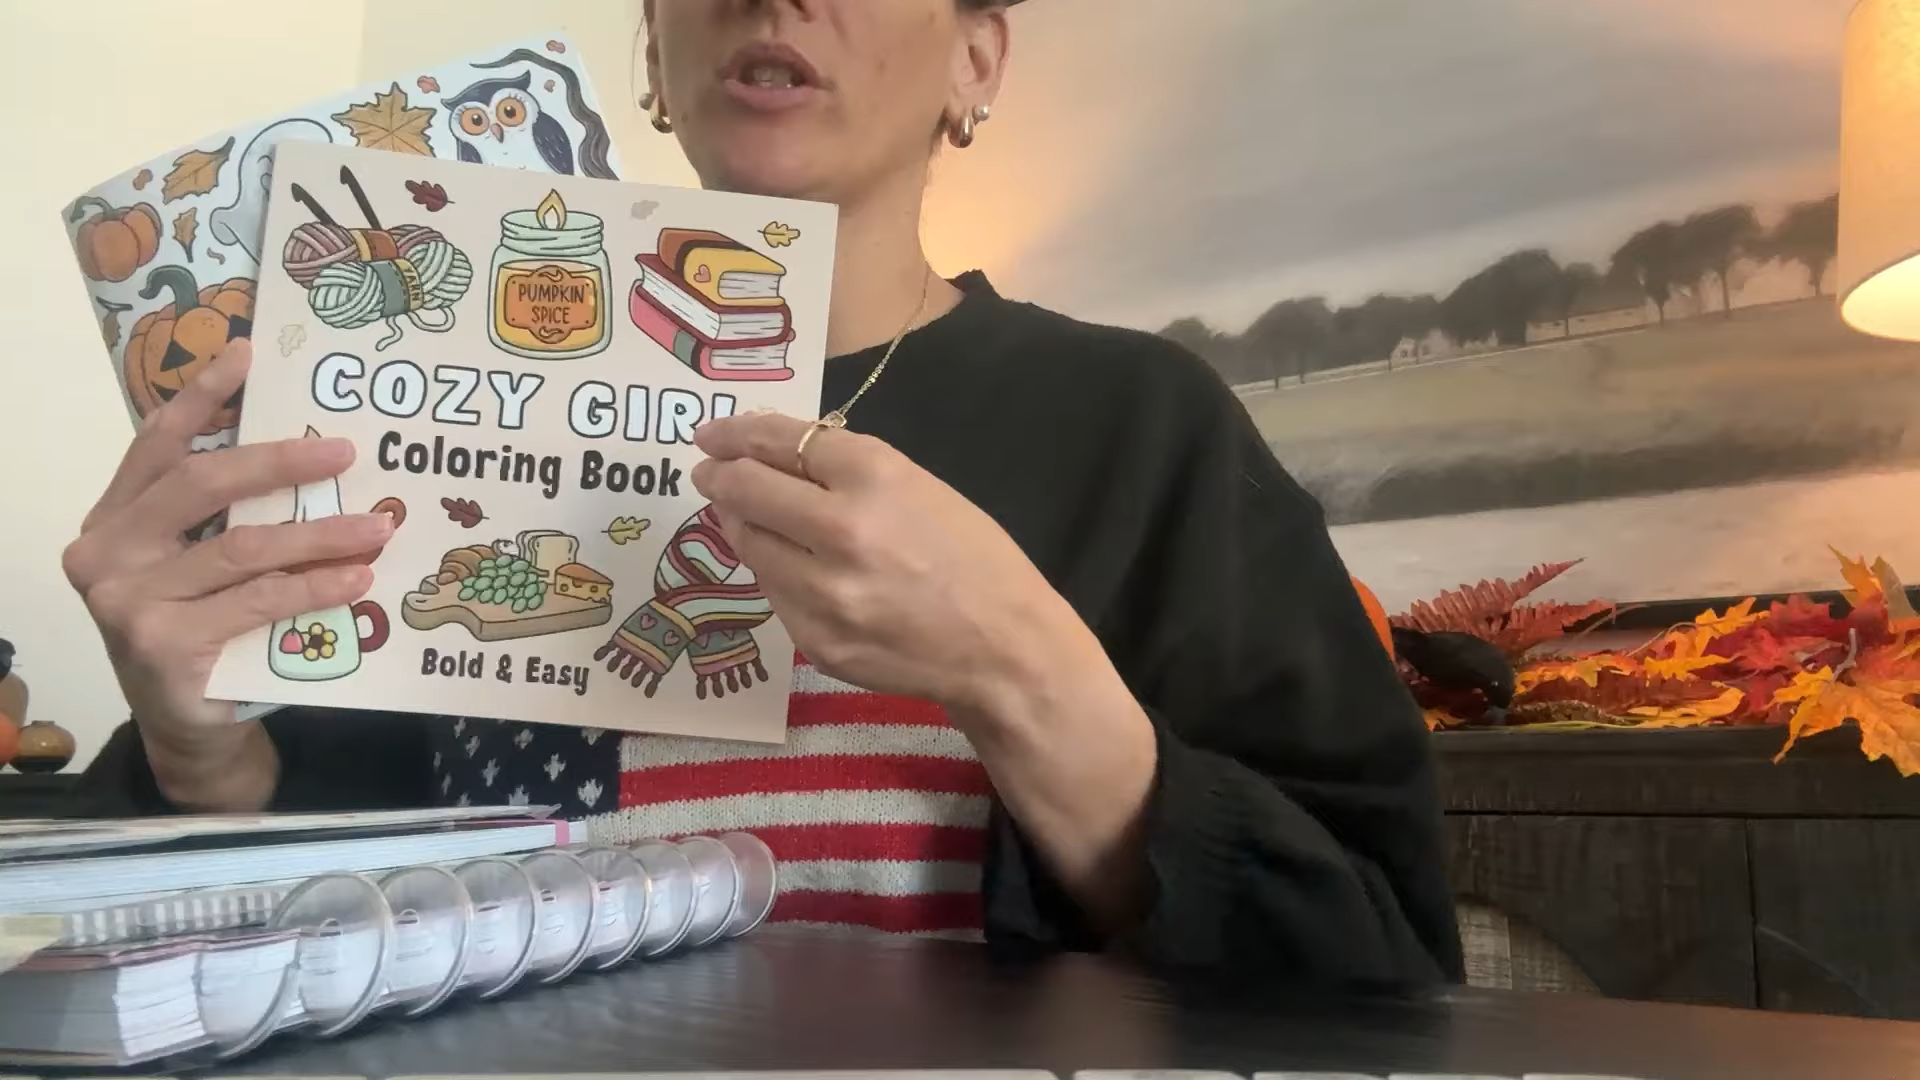 YARN
PUMPKIN
SPICE
COZY GIRL
Coloring Book
Bold & Easy